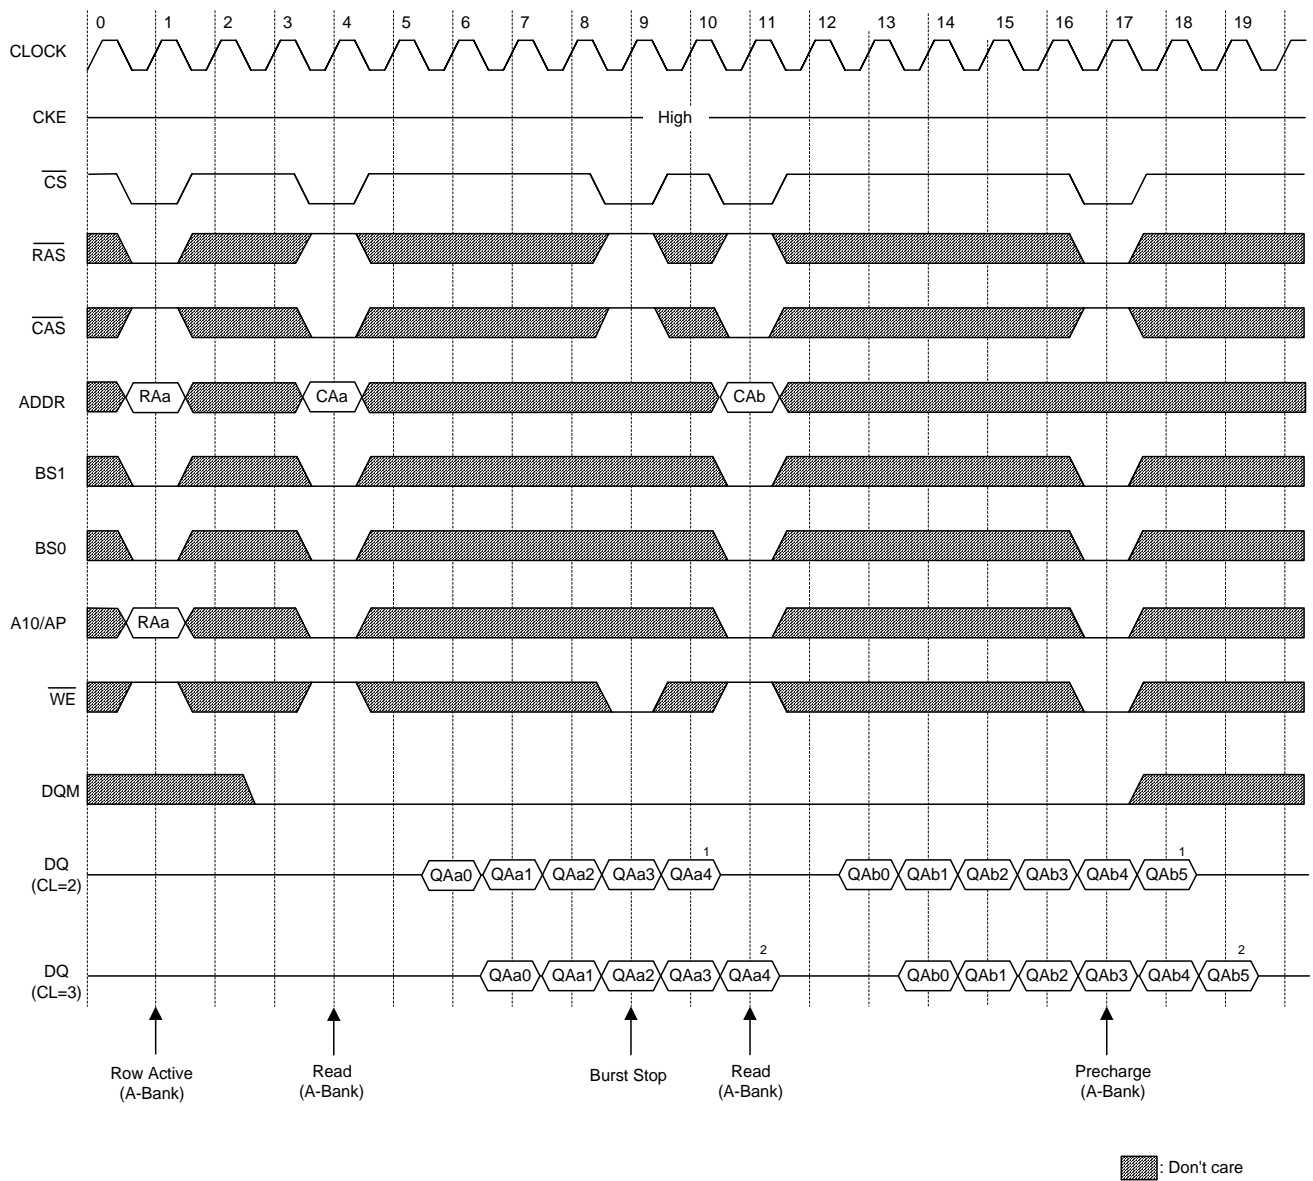 0 1 2 3 4 5 6 7 8 9 10 11 12 13 14 15 16 17 18 19
CLOCK
CKE High
CS
RAS
CAS
ADDR RAa CAa CAb
BS1
BS0
A10/AP RAa
WE
DQM
1 1
DQ
(CL=2) QAa0 QAa1 QAa2 QAa3 QAa4 QAb0 QAb1 QAb2 QAb3 QAb4 QAb5
2 2
DQ
(CL=3) QAa0 QAa1 QAa2 QAa3 QAa4 QAb0 QAb1 QAb2 QAb3 QAb4 QAb5
Row Active
(A-Bank)
Read
(A-Bank)
Burst Stop
Read
(A-Bank)
Precharge
(A-Bank)
: Don't care